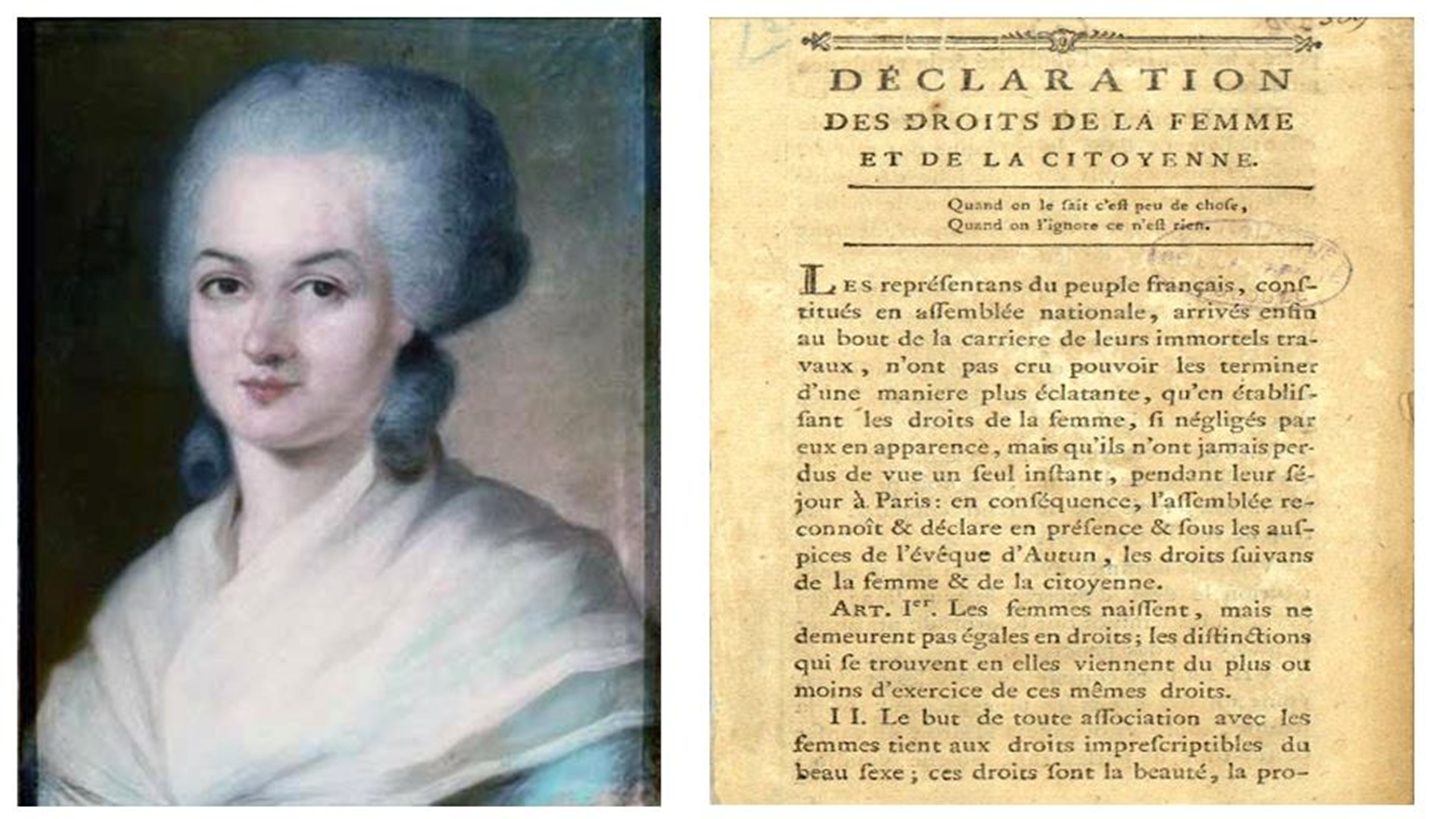 DÉCLARATION
DES DROITS DE LA FEMME
ET DE LA CITOYENNE.
Quand on le ſait c'eſt peu de choſe,
Quand on l'ignore ce n'eſt rien.
LES repréſentans du peuple français, conſ-
titués en aſſemblée nationale, arrivés enfin
au bout de la carriere de leurs immortels tra-
vaux, n'ont pas cru pouvoir les terminer
d'une maniere plus éclatante, qu'en établiſ-
ſant les droits de la femme, ſi négligés par
eux en apparence, mais qu'ils n'ont jamais per-
dus de vue un ſeul inſtant, pendant leur ſé-
jour à Paris: en conſéquence, l'aſſemblée re-
connoît & déclare en préſence & ſous les auſ-
pices de l'évêque d'Autun, les droits ſuivans
de la femme & de la citoyenne.
ART. Ier. Les femmes naiſſent, mais ne
demeurent pas égales en droits; les diſtinctions
qui ſe trouvent en elles viennent du plus ou
moins d'exercice de ces mêmes droits.
II. Le but de toute aſſociation avec les
femmes tient aux droits impreſcriptibles du
beau ſexe; ces droits ſont la beauté, la pro-